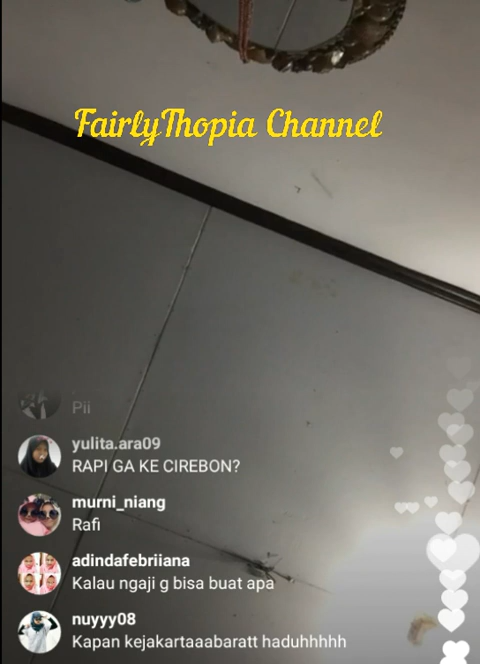 FairlyThopia Channel
Pii
yulita.ara09
RAPI GA KE CIREBON?
murni_niang
Rafi
adindafebriiana
Kalau ngaji g bisa buat apa
nuyyy08
Kapan kejakartaaabaratt haduhhhhh